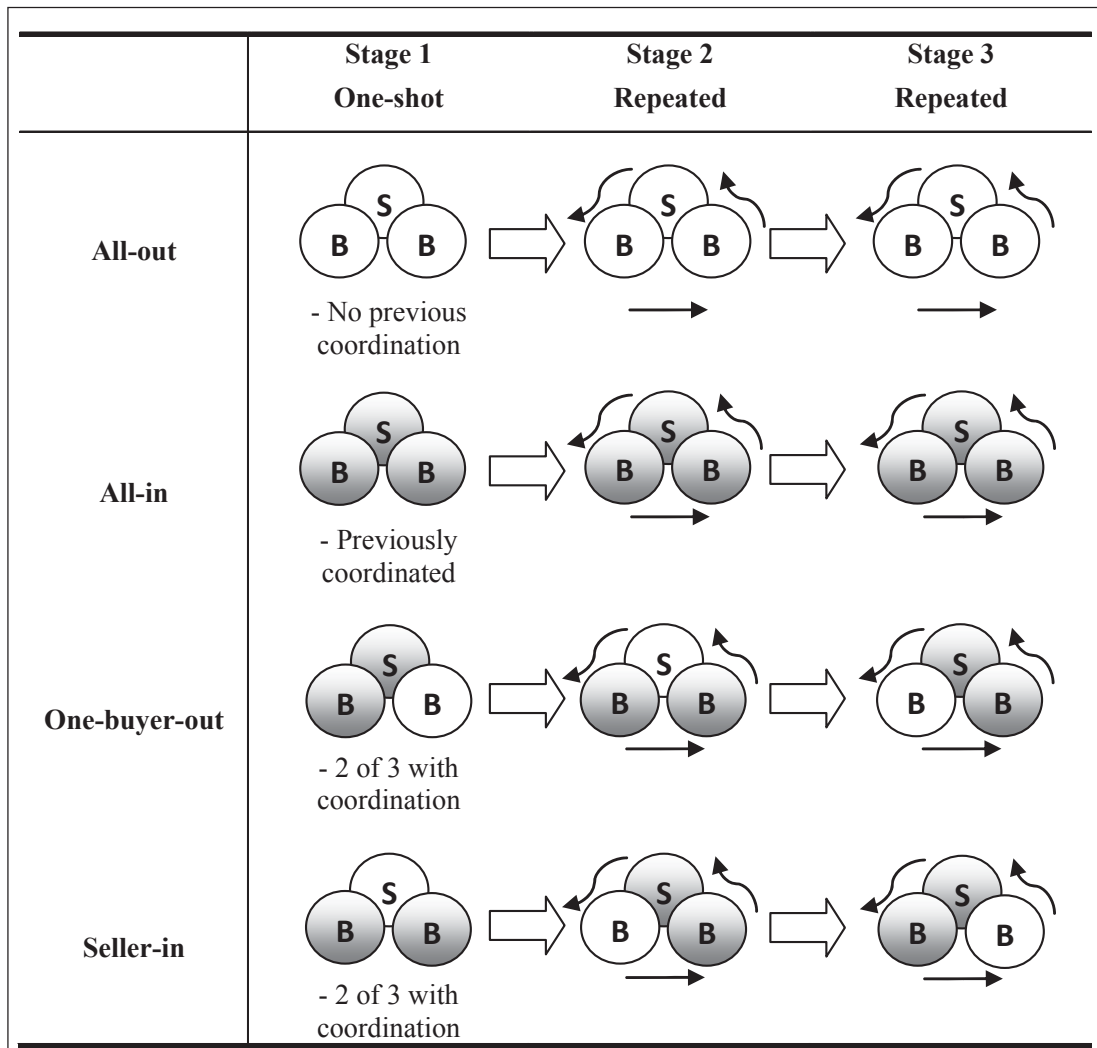 Stage 1 Stage 2 Stage 3
One-shot Repeated Repeated
All-out
S S S
B B B B B B
- No previous
coordination
All-in
S S S
B B B B B B
- Previously
coordinated
One-buyer-out
S S S
B B B B B B
- 2 of 3 with
coordination
Seller-in
S S S
B B B B B B
- 2 of 3 with
coordination